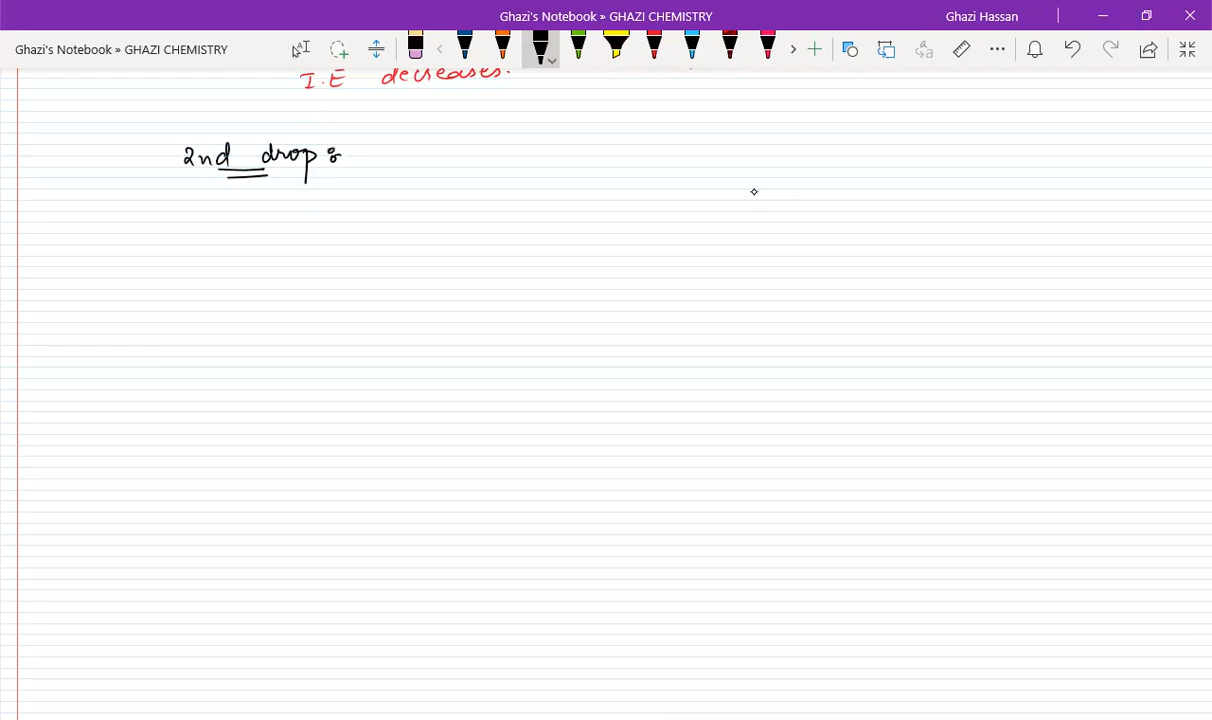 Ghazi's Notebook » GHAZI CHEMISTRY
Ghazi Hassan
Ghazi's Notebook » GHAZI CHEMISTRY
I.E decreases.
2nd drop :